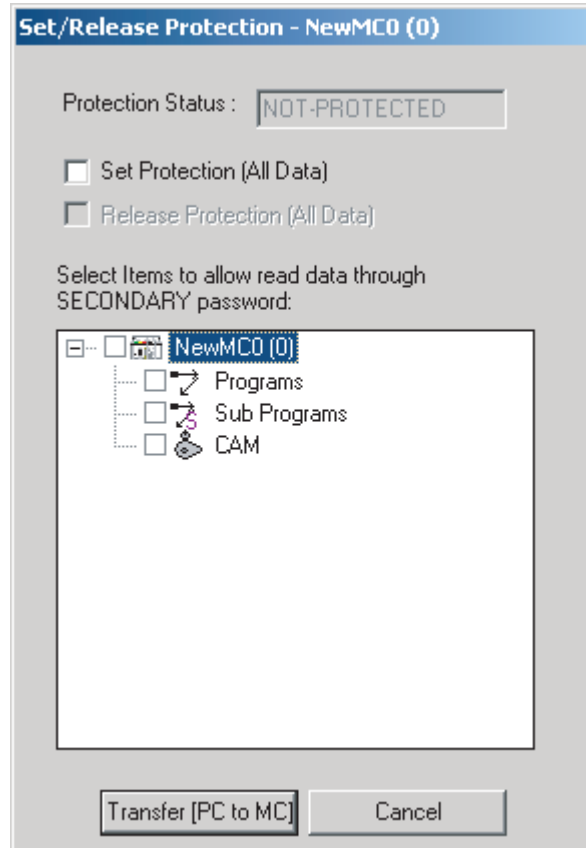 Set/Release Protection - NewMC0 (0)
Protection Status :
NOT-PROTECTED
Set Protection (All Data)
Release Protection (All Data)
Select Items to allow read data through
SECONDARY password:
NewMC0 (0)
Programs
Sub Programs
CAM
Transfer [PC to MC]
Cancel